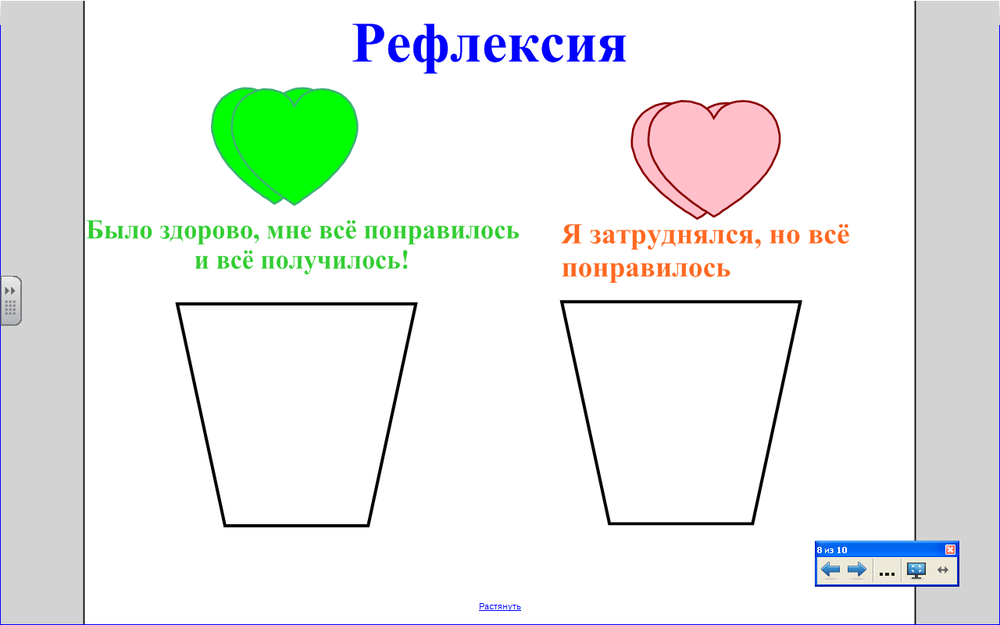 Рефлексия
Было здорово, мне всё понравилось
и всё получилось!
Я затруднялся, но всё
понравилось
8 из 10
...
Растянуть